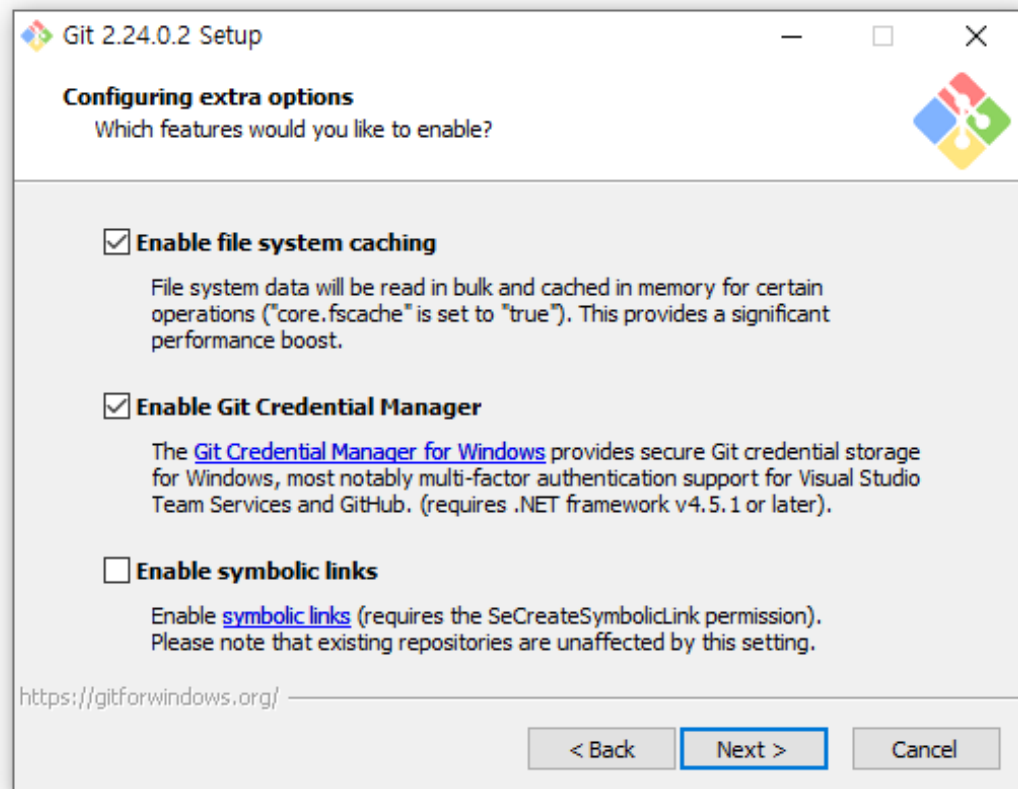 Git 2.24.0.2 Setup
Configuring extra options
Which features would you like to enable?
Enable file system caching
File system data will be read in bulk and cached in memory for certain
operations ("core.fscache" is set to "true"). This provides a significant
performance boost.
Enable Git Credential Manager
The Git Credential Manager for Windows provides secure Git credential storage
for Windows, most notably multi-factor authentication support for Visual Studio
Team Services and GitHub. (requires .NET framework v4.5.1 or later).
Enable symbolic links
Enable symbolic links (requires the SeCreateSymbolicLink permission).
Please note that existing repositories are unaffected by this setting.
https://gitforwindows.org/
< Back Next > Cancel